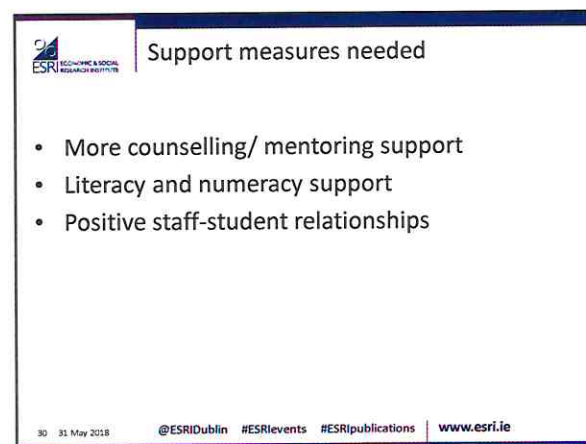 Support measures needed
ESRI ECONOMIC & SOCIAL
RESEARCH INSTITUTE
• More counselling/ mentoring support
• Literacy and numeracy support
• Positive staff-student relationships
30 31 May 2018 @ESRIDublin #ESRIevents #ESRIpublications www.esri.ie